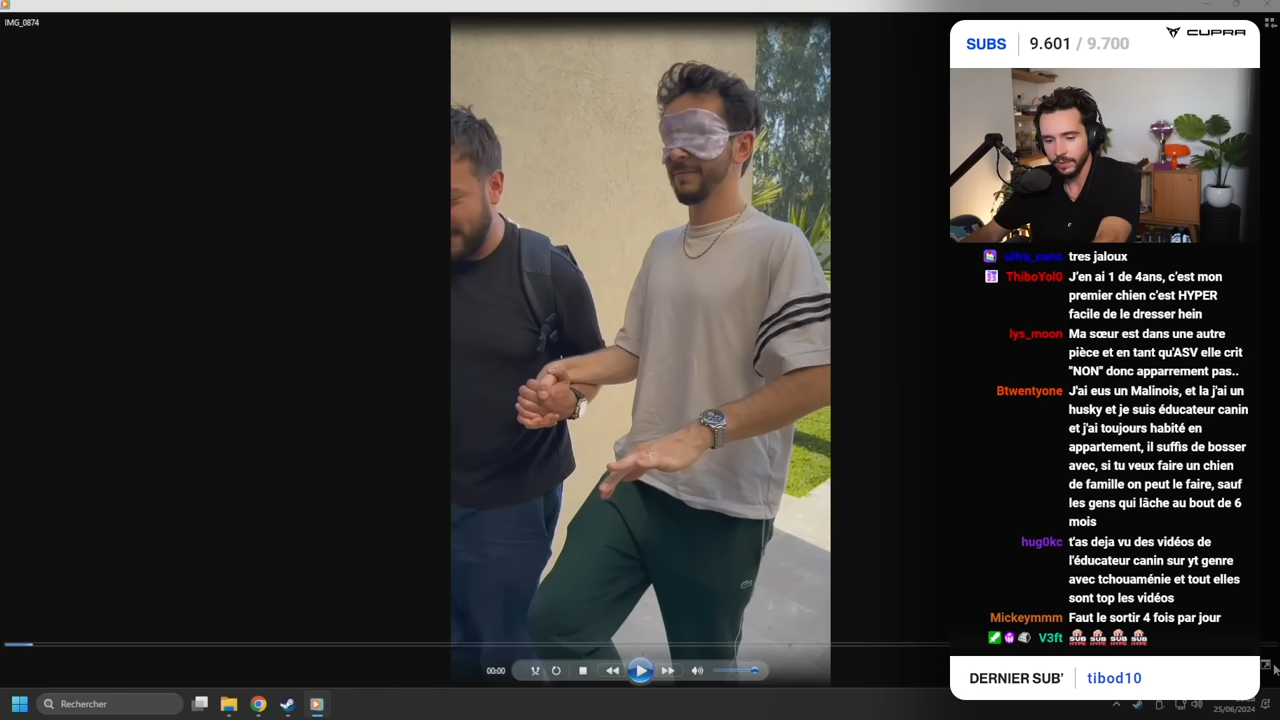 IMG_0874
SUBS 9.601 / 9.700
CUPRA
ultra_cano tres jaloux
ThiboYol0 J'en ai 1 de 4ans, c'est mon
premier chien c'est HYPER
facile de le dresser hein
lys_moon Ma sœur est dans une autre
pièce et en tant qu'ASV elle crit
"NON" donc apparrement pas..
Btwentyone J'ai eus un Malinois, et la j'ai un
husky et je suis éducateur canin
et j'ai toujours habité en
appartement, il suffis de bosser
avec, si tu veux faire un chien
de famille on peut le faire, sauf
les gens qui lâche au bout de 6
mois
hug0kc t'as deja vu des vidéos de
l'éducateur canin sur yt genre
avec tchouaménie et tout elles
sont top les vidéos
Mickeymmm Faut le sortir 4 fois par jour
V3ft
00:00
DERNIER SUB' tibod10
Rechercher
25/06/2024